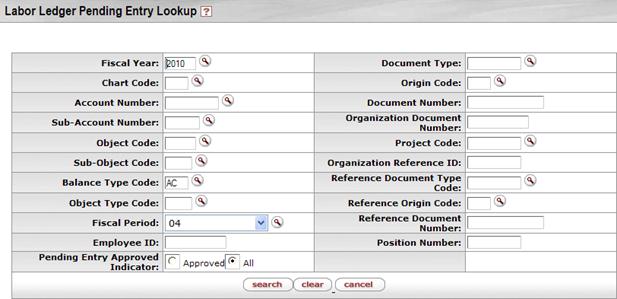 Labor Ledger Pending Entry Lookup ?
Fiscal Year: 2010 Document Type:
Chart Code: Origin Code:
Account Number: Document Number:
Sub-Account Number: Organization Document Number:
Object Code: Project Code:
Sub-Object Code: Organization Reference ID:
Balance Type Code: AC Reference Document Type Code:
Object Type Code: Reference Origin Code:
Fiscal Period: 04 Reference Document Number:
Employee ID: Position Number:
Pending Entry Approved Indicator: Approved All
search clear cancel